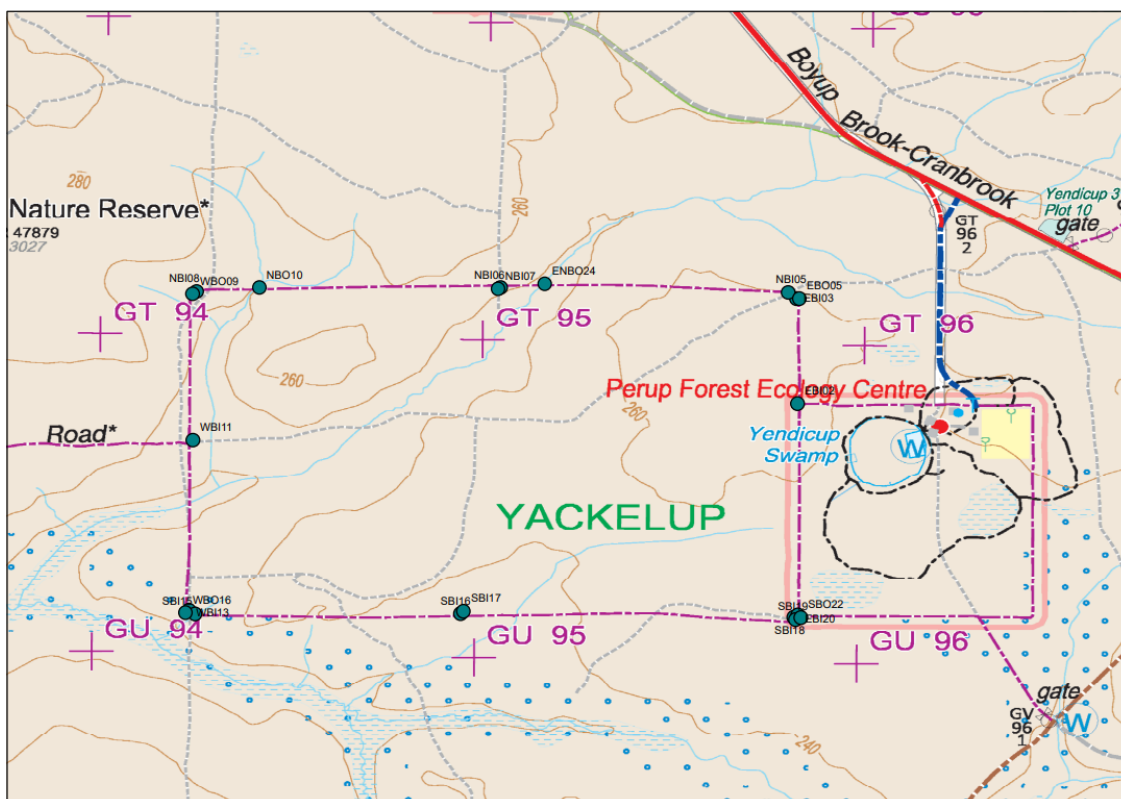 Boyup
Brook-Cranbrook
280
Nature Reserve*
47879
3027
260
Yendicup 3
Plot 10
gate
GT
96
2
NBI08
WBO09
NBO10
NBI06
NBI07
ENBO24
NBI05
EBO05
EBI03
GT 94
GT 95
GT 96
260
260
EBI02
Perup Forest Ecology Centre
Road*
WBI11
Yendicup
Swamp
W
YACKELUP
WBO16
WBI13
SBI16
SBI17
SBI19
SBO22
EBI20
SBI18
GU 94
GU 95
GU 96
gate
GV
96
1
W
240